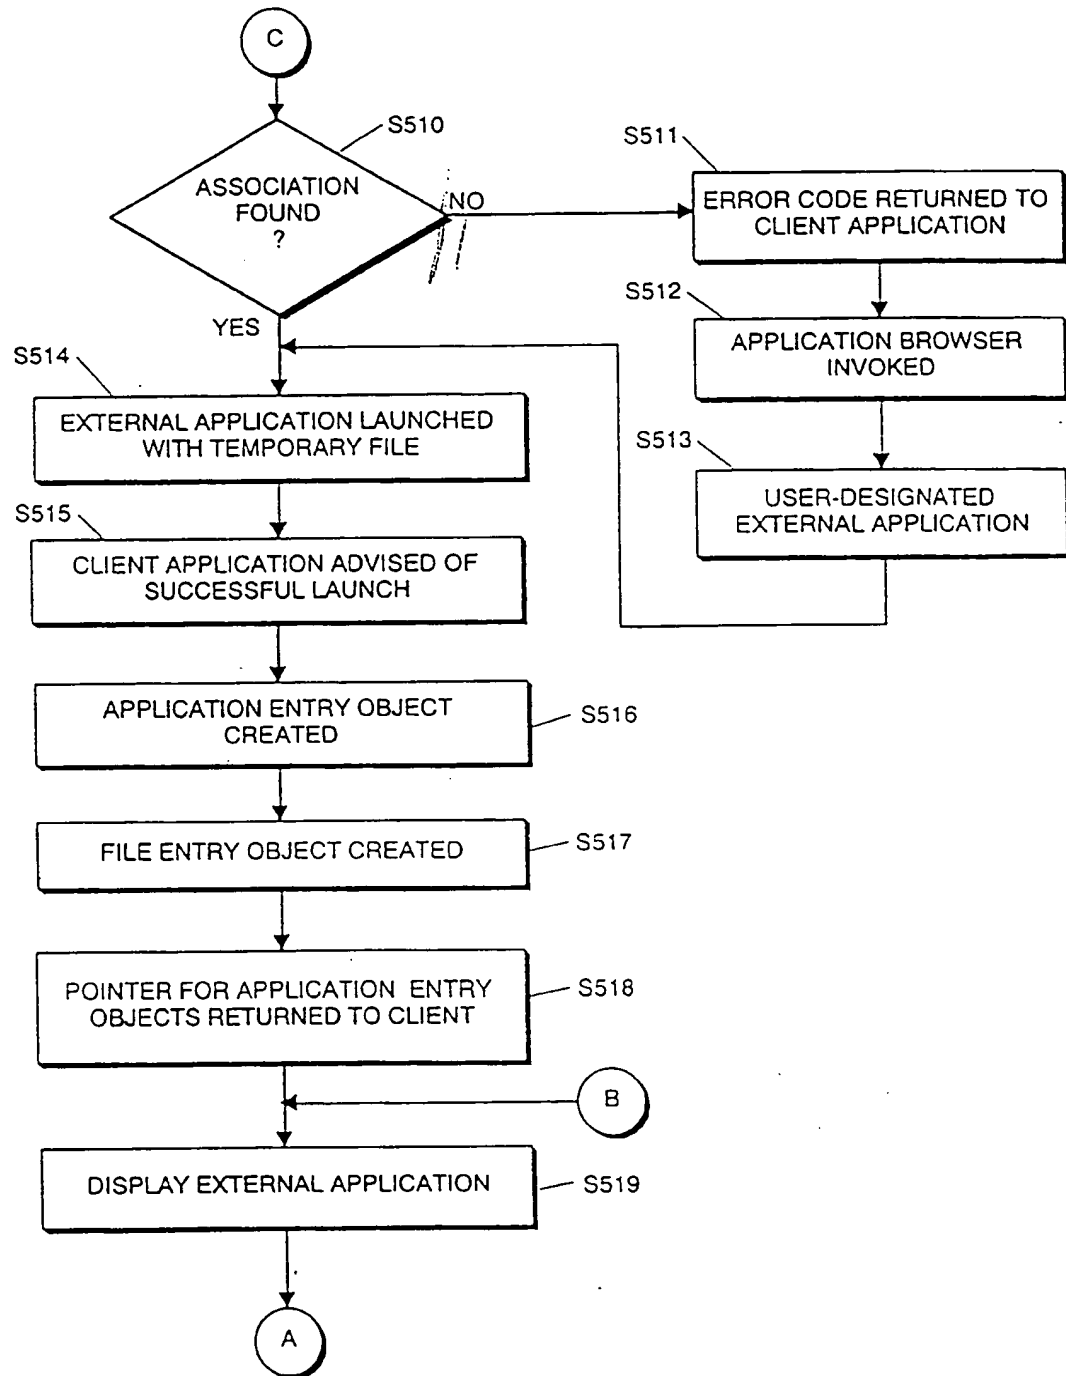 C
S510
ASSOCIATION
FOUND
?
NO
YES
S511
ERROR CODE RETURNED TO
CLIENT APPLICATION
S512
APPLICATION BROWSER
INVOKED
S513
USER-DESIGNATED
EXTERNAL APPLICATION
S514
EXTERNAL APPLICATION LAUNCHED
WITH TEMPORARY FILE
S515
CLIENT APPLICATION ADVISED OF
SUCCESSFUL LAUNCH
APPLICATION ENTRY OBJECT
CREATED
S516
FILE ENTRY OBJECT CREATED
S517
POINTER FOR APPLICATION ENTRY
OBJECTS RETURNED TO CLIENT
S518
B
DISPLAY EXTERNAL APPLICATION
S519
A